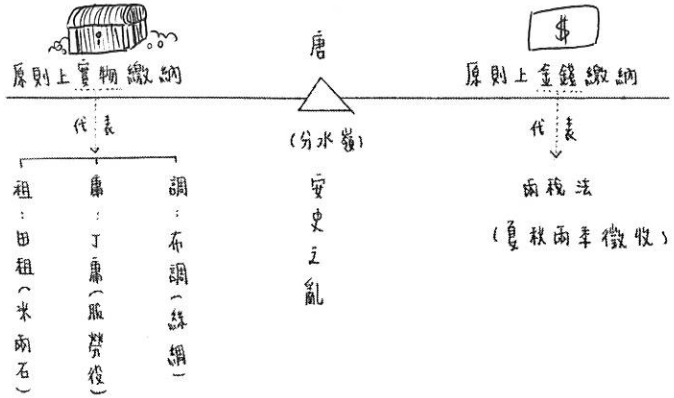 唐
$
原則上實物繳納
原則上金錢繳納
代表
(分水嶺)
安史之亂
代表
兩稅法
(夏秋兩季徵收)
租:田租(米兩石)
庸:丁庸(服勞役)
調:布調(絲綢)